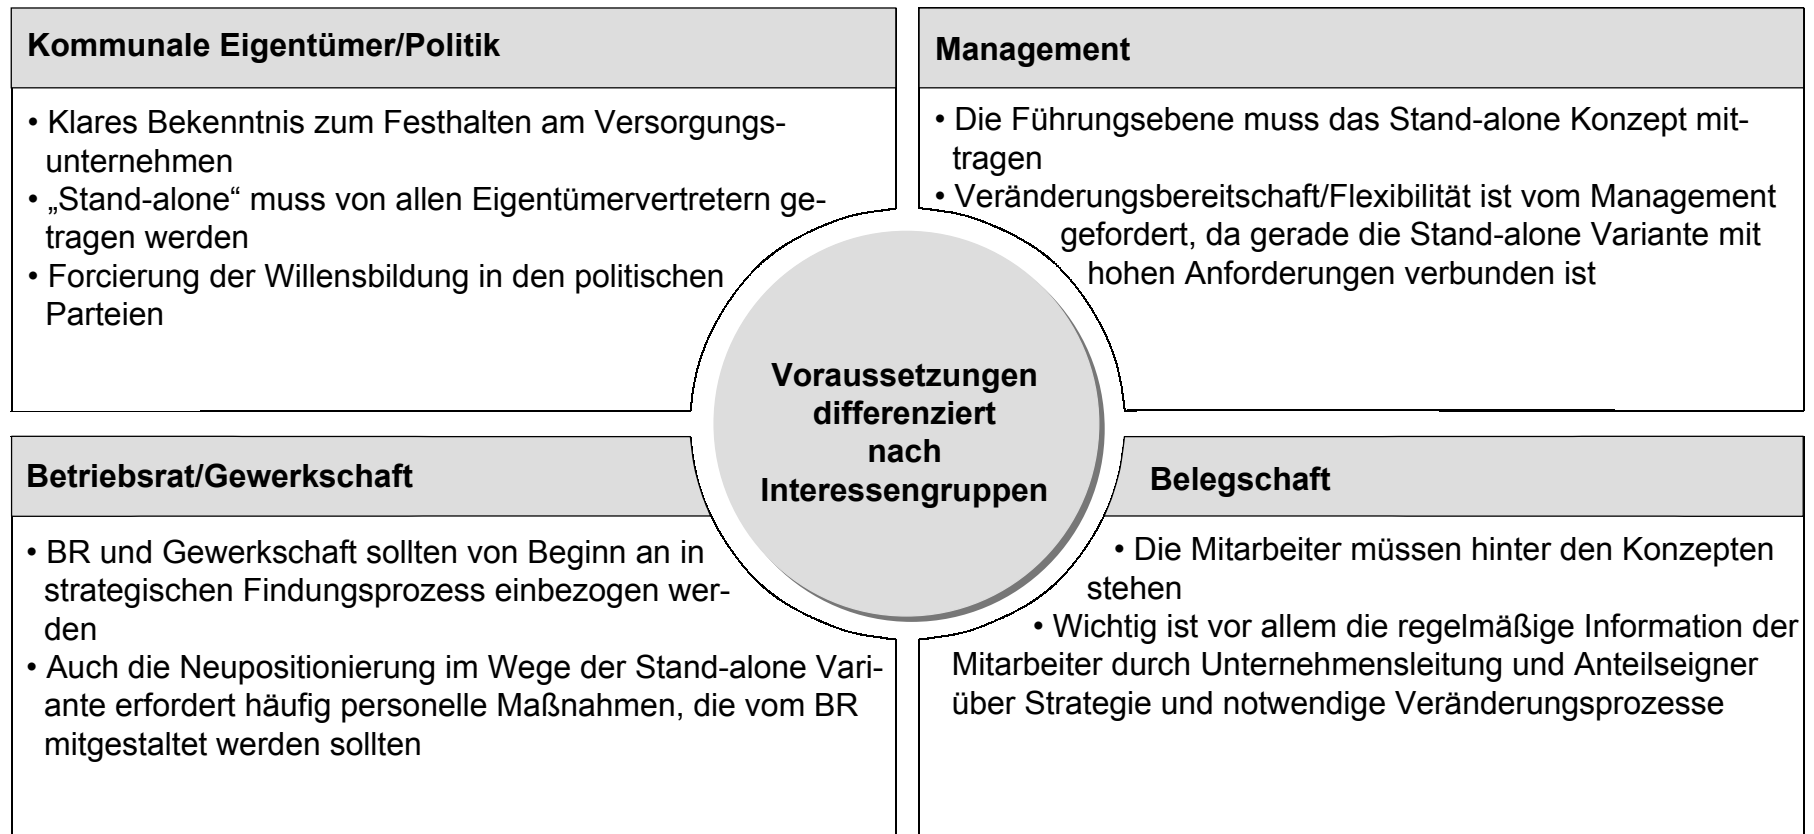 Kommunale Eigentümer/Politik
• Klares Bekenntnis zum Festhalten am Versorgungs-
unternehmen
• „Stand-alone“ muss von allen Eigentümervertretern ge-
tragen werden
• Forcierung der Willensbildung in den politischen
Parteien
Management
• Die Führungsebene muss das Stand-alone Konzept mit-
tragen
• Veränderungsbereitschaft/Flexibilität ist vom Management
gefordert, da gerade die Stand-alone Variante mit
hohen Anforderungen verbunden ist
Voraussetzungen
differenziert
nach
Interessengruppen
Betriebsrat/Gewerkschaft
• BR und Gewerkschaft sollten von Beginn an in
strategischen Findungsprozess einbezogen wer-
den
• Auch die Neupositionierung im Wege der Stand-alone Vari-
ante erfordert häufig personelle Maßnahmen, die vom BR
mitgestaltet werden sollten
Belegschaft
• Die Mitarbeiter müssen hinter den Konzepten
stehen
• Wichtig ist vor allem die regelmäßige Information der
Mitarbeiter durch Unternehmensleitung und Anteilseigner
über Strategie und notwendige Veränderungsprozesse